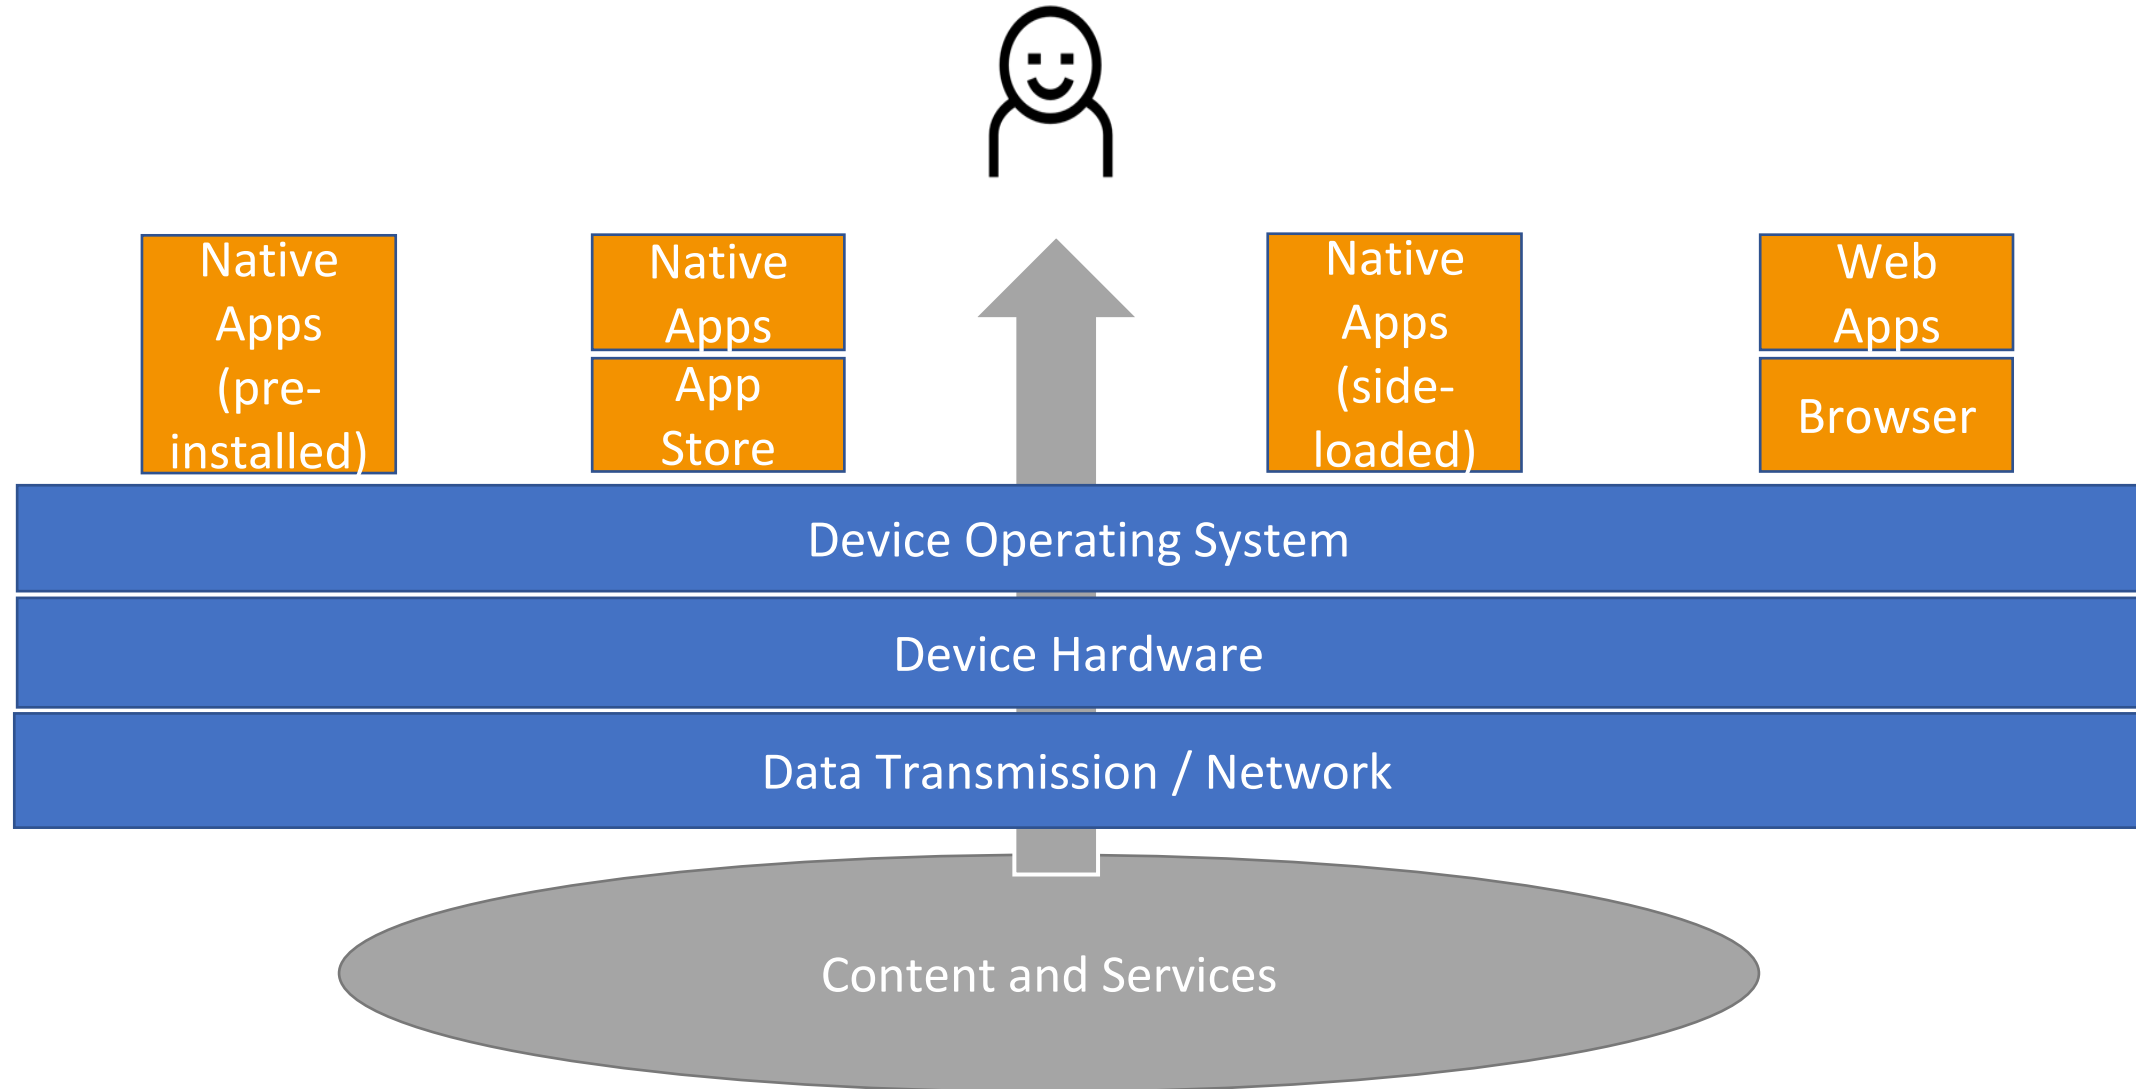 Native
Apps
(pre-
installed)
Native
Apps
App
Store
Native
Apps
(side-
loaded)
Web
Apps
Browser
Device Operating System
Device Hardware
Data Transmission / Network
Content and Services